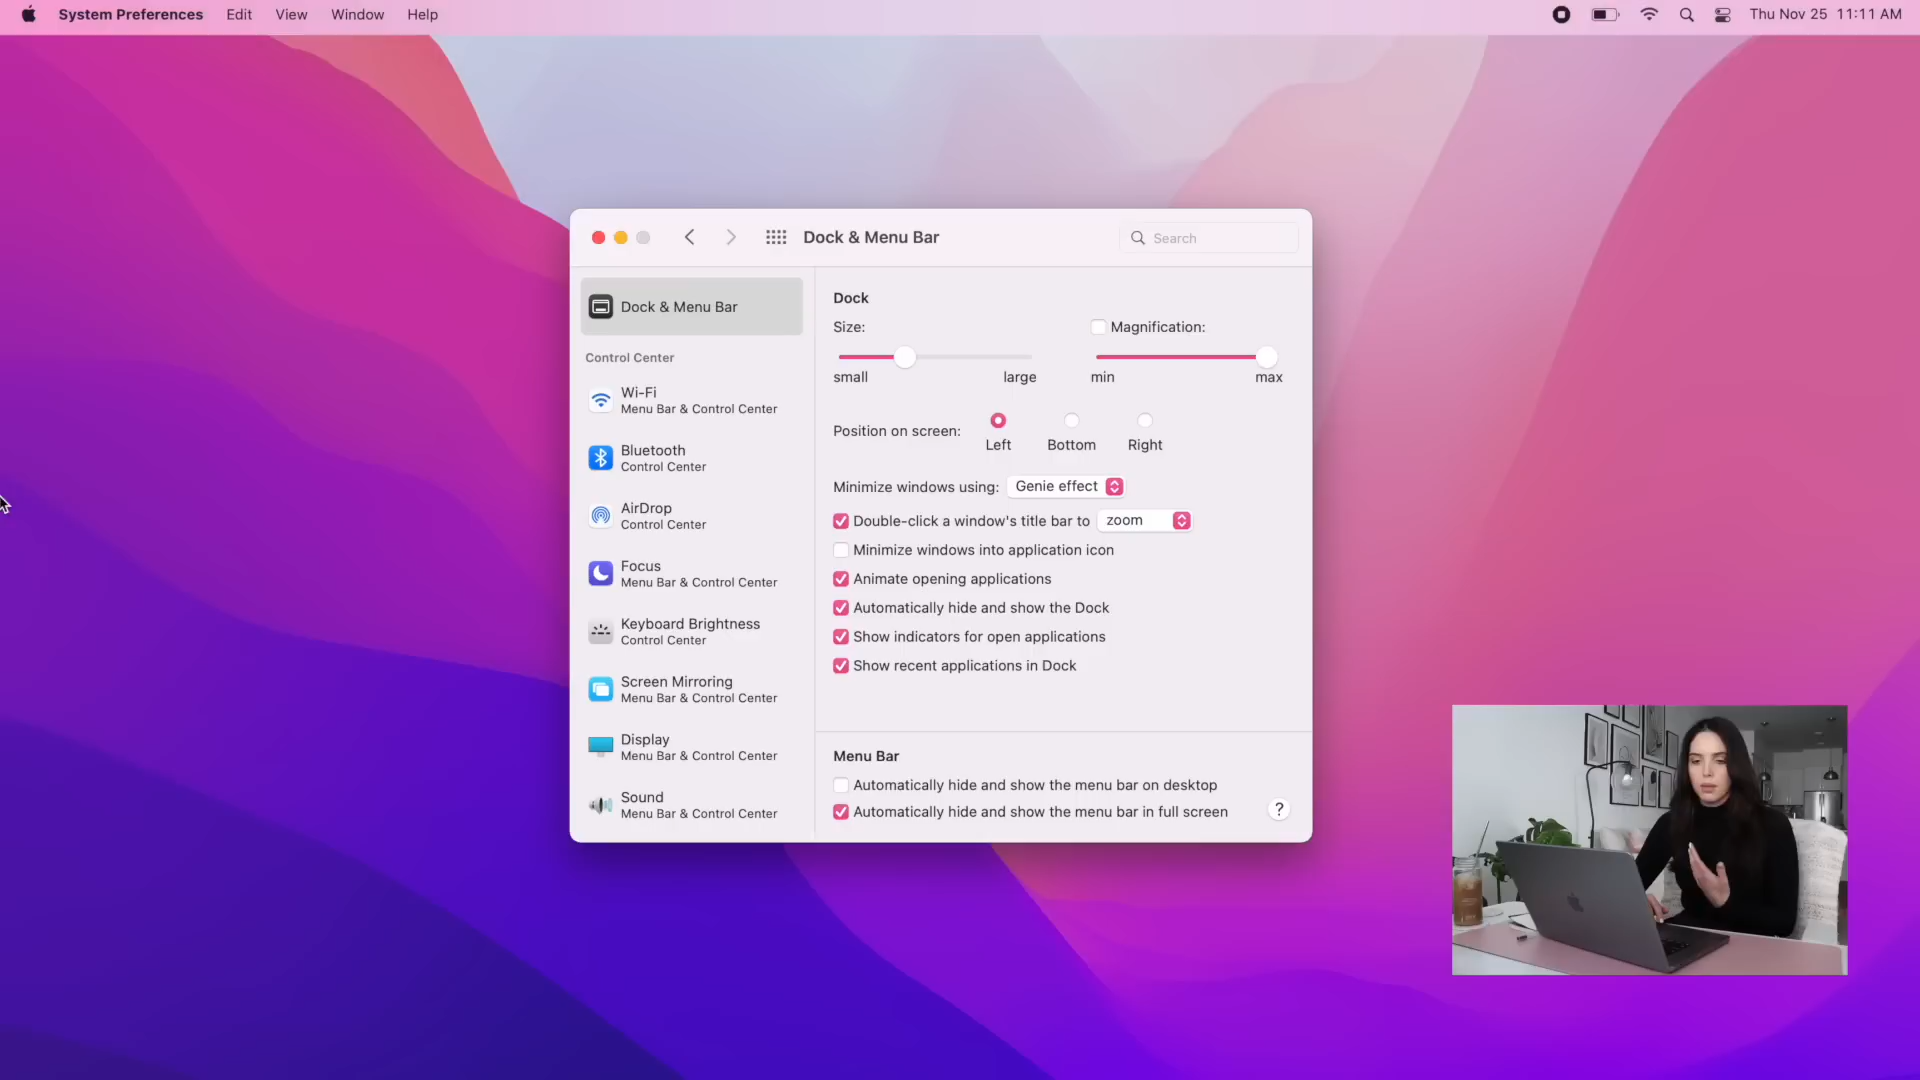 System Preferences Edit View Window Help Thu Nov 25 11:11 AM
Dock & Menu Bar Search
Dock & Menu Bar
Control Center
Wi-Fi
Menu Bar & Control Center
Bluetooth
Control Center
AirDrop
Control Center
Focus
Menu Bar & Control Center
Keyboard Brightness
Control Center
Screen Mirroring
Menu Bar & Control Center
Display
Menu Bar & Control Center
Sound
Menu Bar & Control Center
Dock
Size: Magnification:
small large min max
Position on screen:
Left Bottom Right
Minimize windows using: Genie effect
Double-click a window's title bar to zoom
Minimize windows into application icon
Animate opening applications
Automatically hide and show the Dock
Show indicators for open applications
Show recent applications in Dock
Menu Bar
Automatically hide and show the menu bar on desktop
Automatically hide and show the menu bar in full screen ?